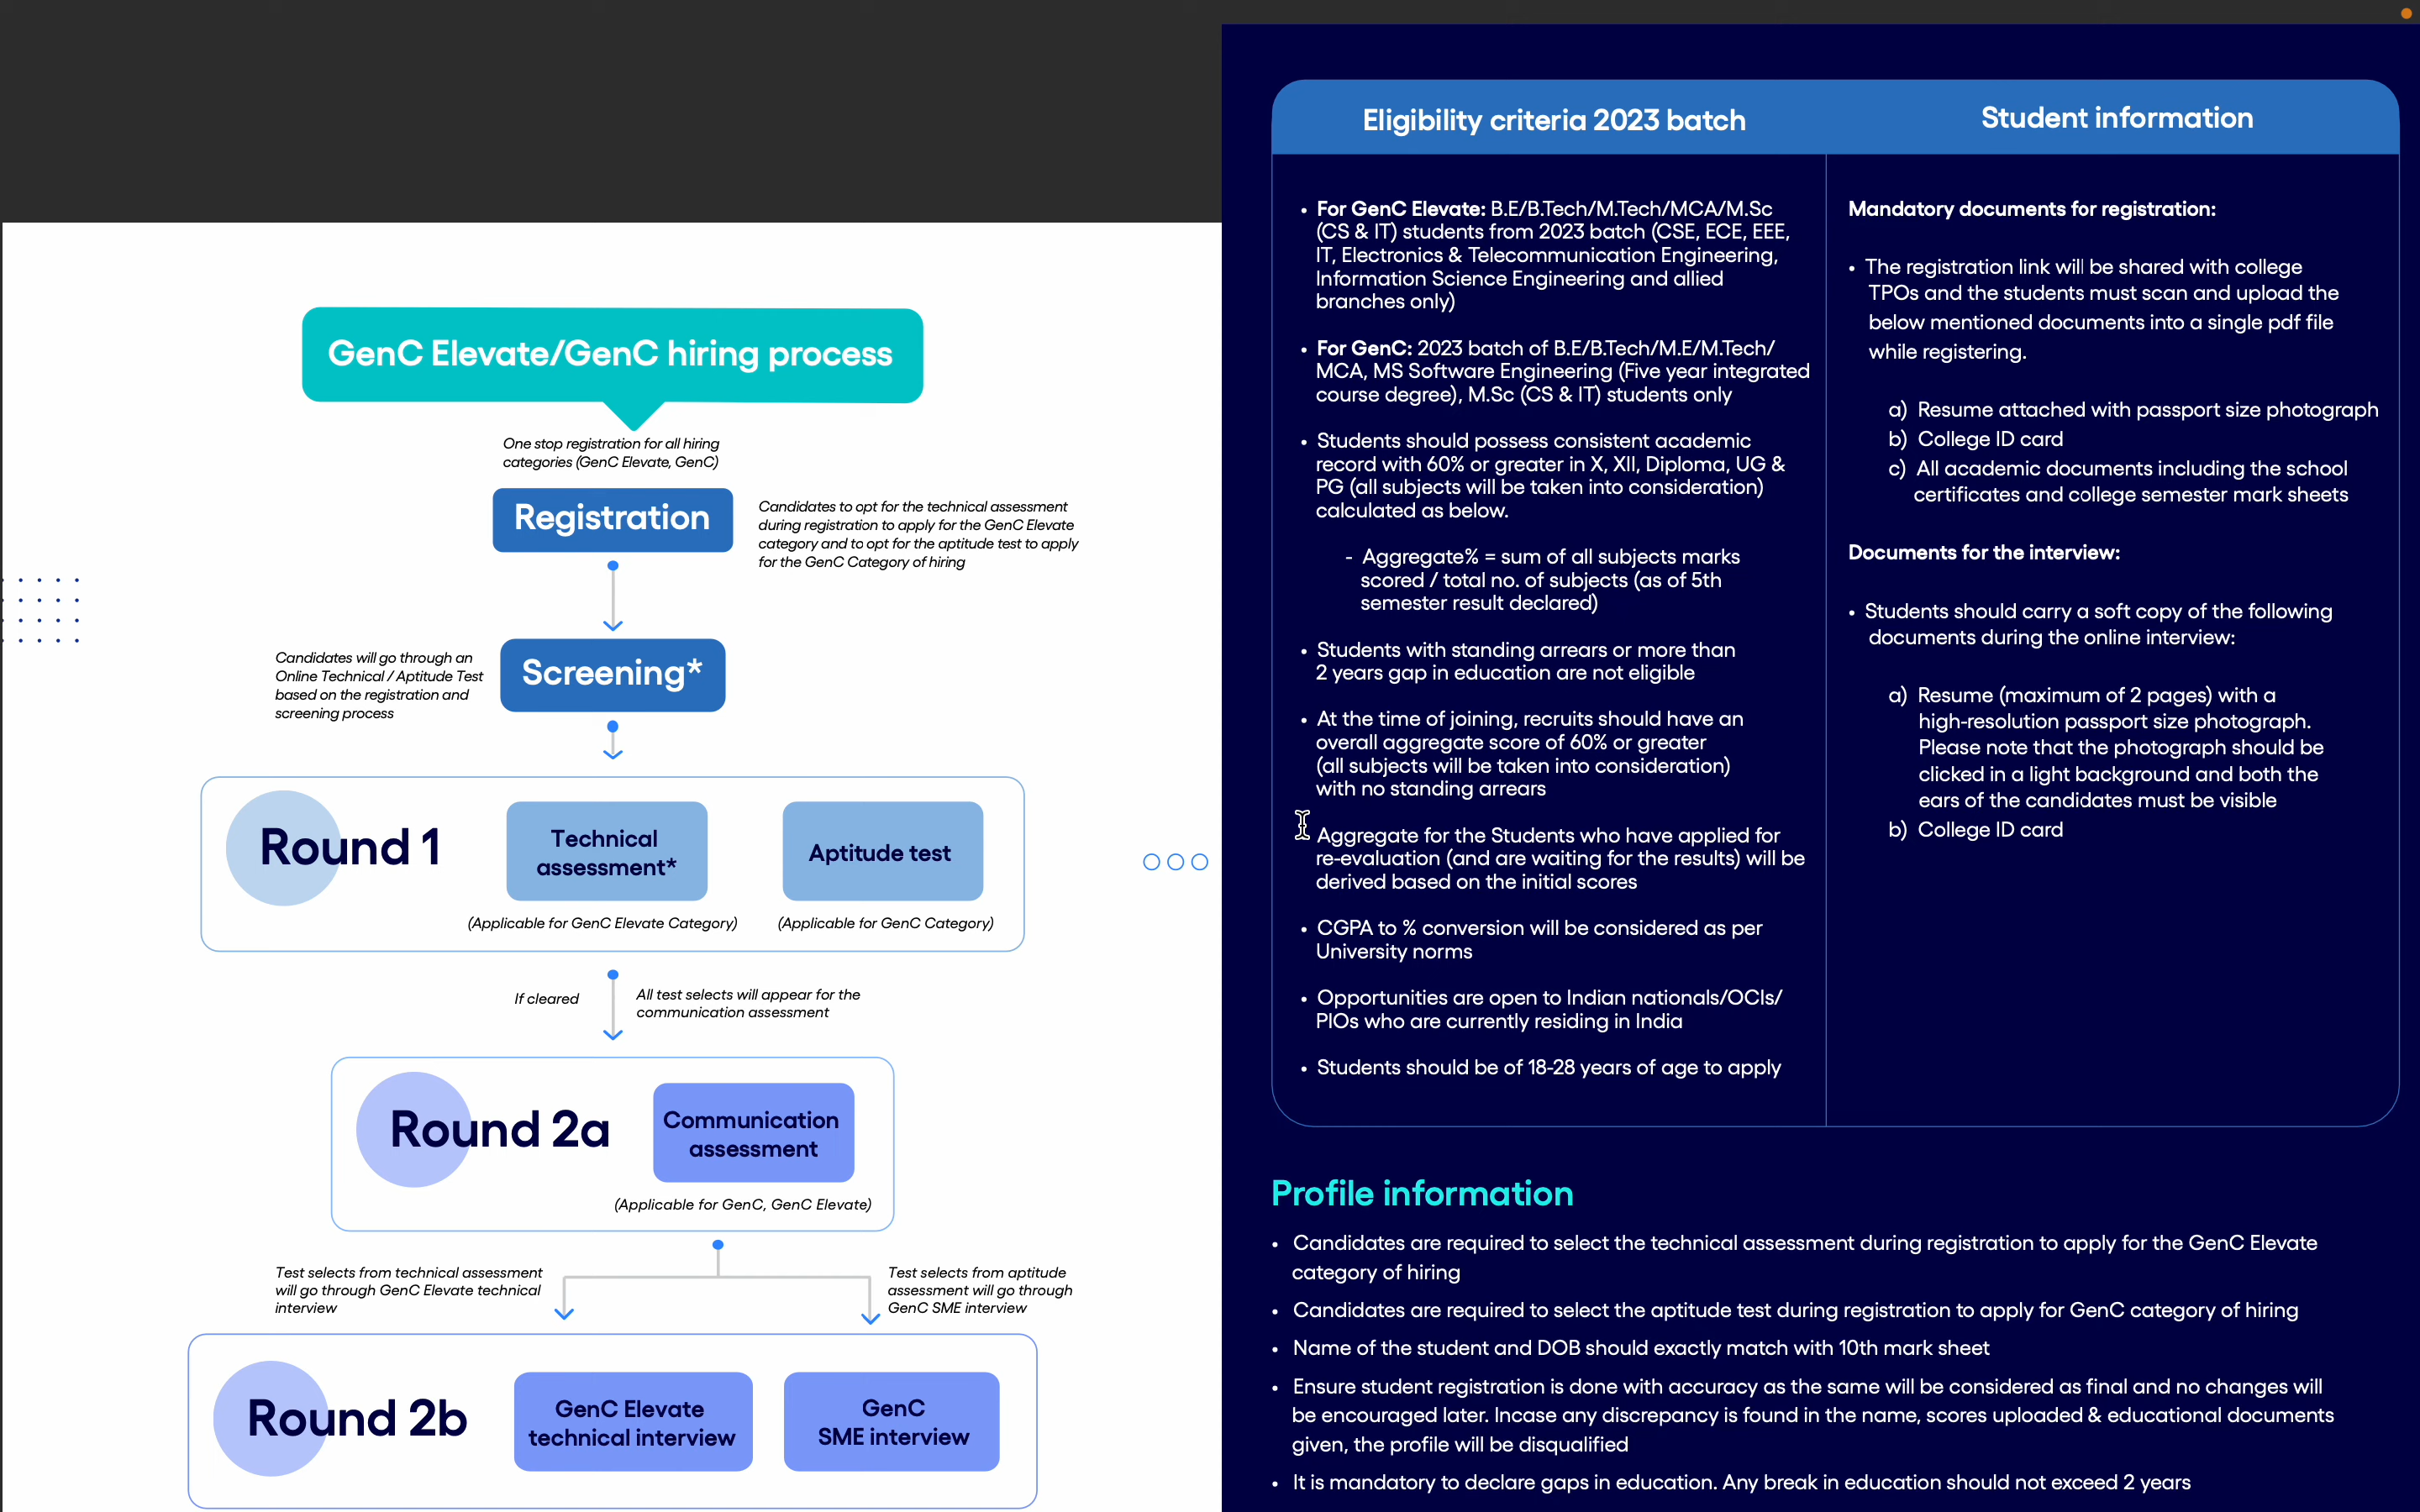 GenC Elevate/GenC hiring process
One stop registration for all hiring
categories (GenC Elevate, GenC)
Registration
Candidates to opt for the technical assessment
during registration to apply for the GenC Elevate
category and to opt for the aptitude test to apply
for the GenC Category of hiring
Candidates will go through an
Online Technical / Aptitude Test
based on the registration and
screening process
Screening*
Round 1
Technical
assessment*
(Applicable for GenC Elevate Category)
Aptitude test
(Applicable for GenC Category)
If cleared
All test selects will appear for the
communication assessment
Round 2a
Communication
assessment
(Applicable for GenC, GenC Elevate)
Test selects from technical assessment
will go through GenC Elevate technical
interview
Test selects from aptitude
assessment will go through
GenC SME interview
Round 2b
GenC Elevate
technical interview
GenC
SME interview
Eligibility criteria 2023 batch
• For GenC Elevate: B.E/B.Tech/M.Tech/MCA/M.Sc
(CS & IT) students from 2023 batch (CSE, ECE, EEE,
IT, Electronics & Telecommunication Engineering,
Information Science Engineering and allied
branches only)
• For GenC: 2023 batch of B.E/B.Tech/M.E/M.Tech/
MCA, MS Software Engineering (Five year integrated
course degree), M.Sc (CS & IT) students only
• Students should possess consistent academic
record with 60% or greater in X, XII, Diploma, UG &
PG (all subjects will be taken into consideration)
calculated as below.
- Aggregate% = sum of all subjects marks
scored / total no. of subjects (as of 5th
semester result declared)
• Students with standing arrears or more than
2 years gap in education are not eligible
• At the time of joining, recruits should have an
overall aggregate score of 60% or greater
(all subjects will be taken into consideration)
with no standing arrears
Aggregate for the Students who have applied for
re-evaluation (and are waiting for the results) will be
derived based on the initial scores
• CGPA to % conversion will be considered as per
University norms
• Opportunities are open to Indian nationals/OCIs/
PIOs who are currently residing in India
• Students should be of 18-28 years of age to apply
Student information
Mandatory documents for registration:
• The registration link will be shared with college
TPOs and the students must scan and upload the
below mentioned documents into a single pdf file
while registering.
a) Resume attached with passport size photograph
b) College ID card
c) All academic documents including the school
certificates and college semester mark sheets
Documents for the interview:
• Students should carry a soft copy of the following
documents during the online interview:
a) Resume (maximum of 2 pages) with a
high-resolution passport size photograph.
Please note that the photograph should be
clicked in a light background and both the
ears of the candidates must be visible
b) College ID card
Profile information
• Candidates are required to select the technical assessment during registration to apply for the GenC Elevate
category of hiring
• Candidates are required to select the aptitude test during registration to apply for GenC category of hiring
• Name of the student and DOB should exactly match with 10th mark sheet
• Ensure student registration is done with accuracy as the same will be considered as final and no changes will
be encouraged later. Incase any discrepancy is found in the name, scores uploaded & educational documents
given, the profile will be disqualified
• It is mandatory to declare gaps in education. Any break in education should not exceed 2 years